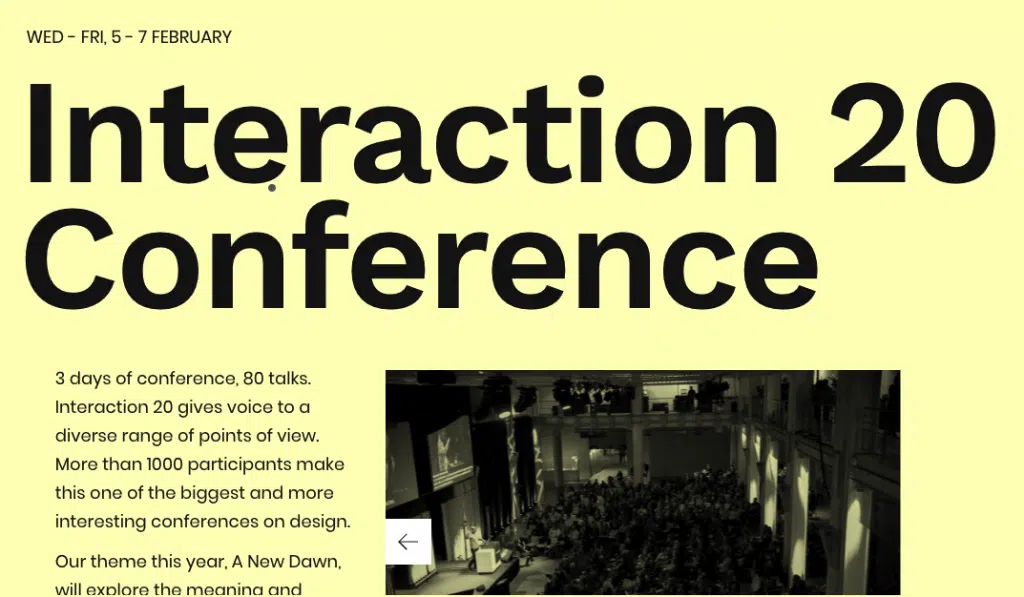 WED – FRI, 5 – 7 FEBRUARY
Interaction 20
Conference
3 days of conference, 80 talks.
Interaction 20 gives voice to a
diverse range of points of view.
More than 1000 participants make
this one of the biggest and more
interesting conferences on design.
Our theme this year, A New Dawn,
will explore the meaning and